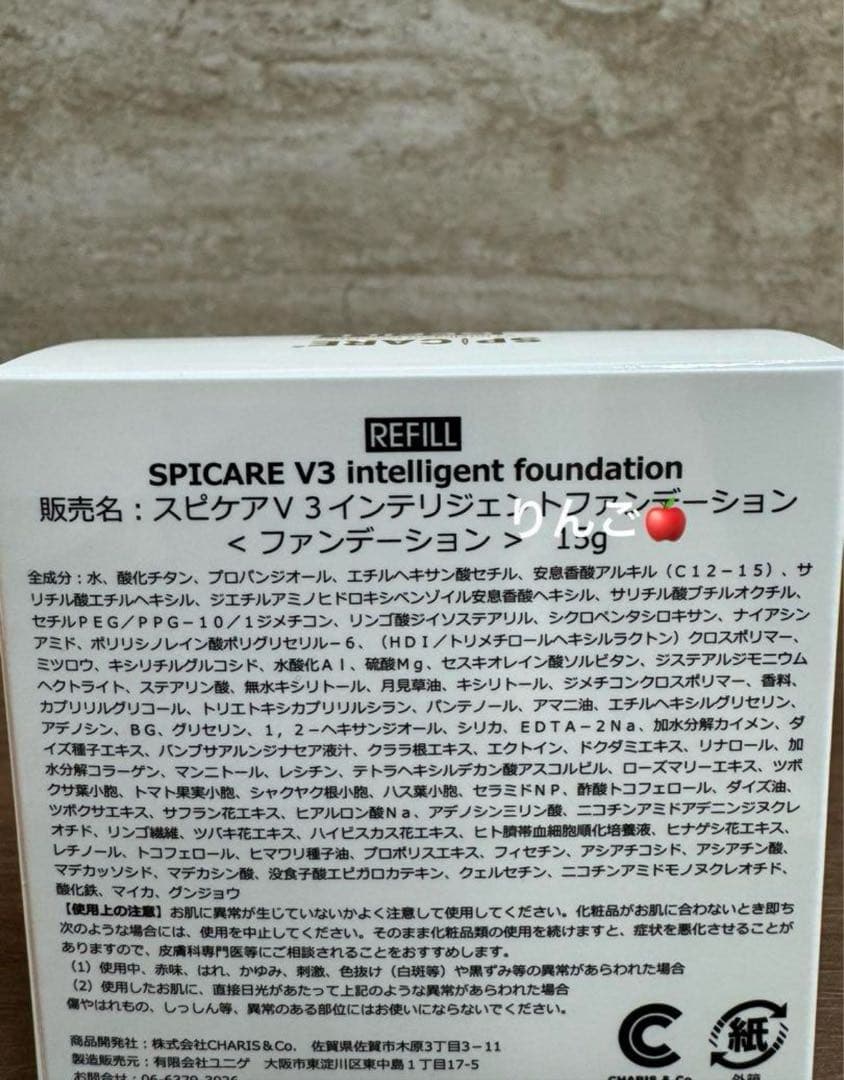 SPICARE
REFILL
SPICARE V3 intelligent foundation
販売名：スピケアＶ３インテリジェントファンデーション
りんご🍎
＜ファンデーション＞ 15g
全成分：水、酸化チタン、プロパンジオール、エチルヘキサン酸セチル、安息香酸アルキル（Ｃ１２－１５）、サ
リチル酸エチルヘキシル、ジエチルアミノヒドロキシベンゾイル安息香酸ヘキシル、サリチル酸ブチルオクチル、
セチルＰＥＧ／ＰＰＧ－１０／１ジメチコン、リンゴ酸ジイソステアリル、シクロペンタシロキサン、ナイアシン
アミド、ポリリシノレイン酸ポリグリセリル－６、（ＨＤＩ／トリメチロールヘキシルラクトン）クロスポリマー、
ミツロウ、キシリチルグルコシド、水酸化Ａｌ、硫酸Ｍｇ、セスキオレイン酸ソルビタン、ジステアルジモニウム
ヘクトライト、ステアリン酸、無水キシリトール、月見草油、キシリトール、ジメチコンクロスポリマー、香料、
カプリリルグリコール、トリエトキシカプリリルシラン、パンテノール、アマニ油、エチルヘキシルグリセリン、
アデノシン、ＢＧ、グリセリン、１，２－ヘキサンジオール、シリカ、ＥＤＴＡ－２Ｎａ、加水分解カイメン、ダ
イズ種子エキス、バンブサアルンジナセア液汁、クララ根エキス、エクトイン、ドクダミエキス、リナロール、加
水分解コラーゲン、マンニトール、レシチン、テトラヘキシルデカン酸アスコルビル、ローズマリーエキス、ツボ
クサ葉小胞、トマト果実小胞、シャクヤク根小胞、ハス葉小胞、セラミドＮＰ、酢酸トコフェロール、ダイズ油、
ツボクサエキス、サフラン花エキス、ヒアルロン酸Ｎａ、アデノシン三リン酸、ニコチンアミドアデニンジヌクレ
オチド、リンゴ繊維、ツバキ花エキス、ハイビスカス花エキス、ヒト臍帯血細胞順化培養液、ヒナゲシ花エキス、
レチノール、トコフェロール、ヒマワリ種子油、プロポリスエキス、フィセチン、アシアチコシド、アシアチン酸、
マデカッソシド、マデカシン酸、没食子酸エピガロカテキン、クェルセチン、ニコチンアミドモノヌクレオチド、
酸化鉄、マイカ、グンジョウ
【使用上の注意】お肌に異常が生じていないかよく注意して使用してください。化粧品がお肌に合わないとき即ち
次のような場合には、使用を中止してください。そのまま化粧品類の使用を続けますと、症状を悪化させることが
ありますので、皮膚科専門医等にご相談されることをおすすめします。
（1）使用中、赤味、はれ、かゆみ、刺激、色抜け（白斑等）や黒ずみ等の異常があらわれた場合
（2）使用したお肌に、直接日光があたって上記のような異常があらわれた場合
傷やはれもの、しっしん等、異常のある部位にはお使いにならないでください。
商品開発社：株式会社CHARIS＆Co. 佐賀県佐賀市木原3丁目3－11
製造販売元：有限会社ユニゲ 大阪市東淀川区東中島１丁目17-5
お問合せ：06-6379-3926
CHARIS & Co.
紙
外箱